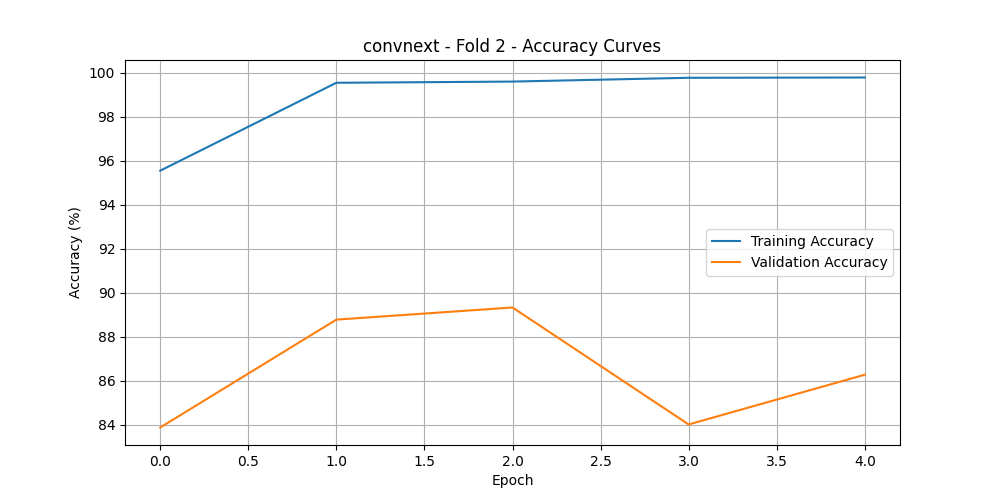 convnext - Fold 2 - Accuracy Curves
Accuracy (%)
100
98
96
94
92
90
88
86
84
Training Accuracy
Validation Accuracy
0.0 0.5 1.0 1.5 2.0 2.5 3.0 3.5 4.0
Epoch